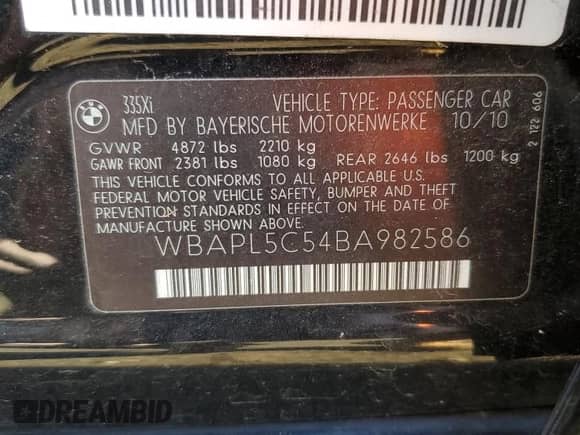 BMW
335Xi VEHICLE TYPE: PASSENGER CAR
MFD BY BAYERISCHE MOTORENWERKE 10/10
GVWR 4872 lbs 2210 kg
GAWR FRONT 2381 lbs 1080 kg REAR 2646 lbs 1200 kg
THIS VEHICLE CONFORMS TO ALL APPLICABLE U.S.
FEDERAL MOTOR VEHICLE SAFETY, BUMPER AND THEFT
PREVENTION STANDARDS IN EFFECT ON THE DATE OF
MANUFACTURE SHOWN ABOVE.
WBAPL5C54BA982586
2 122 606
DREAMBID